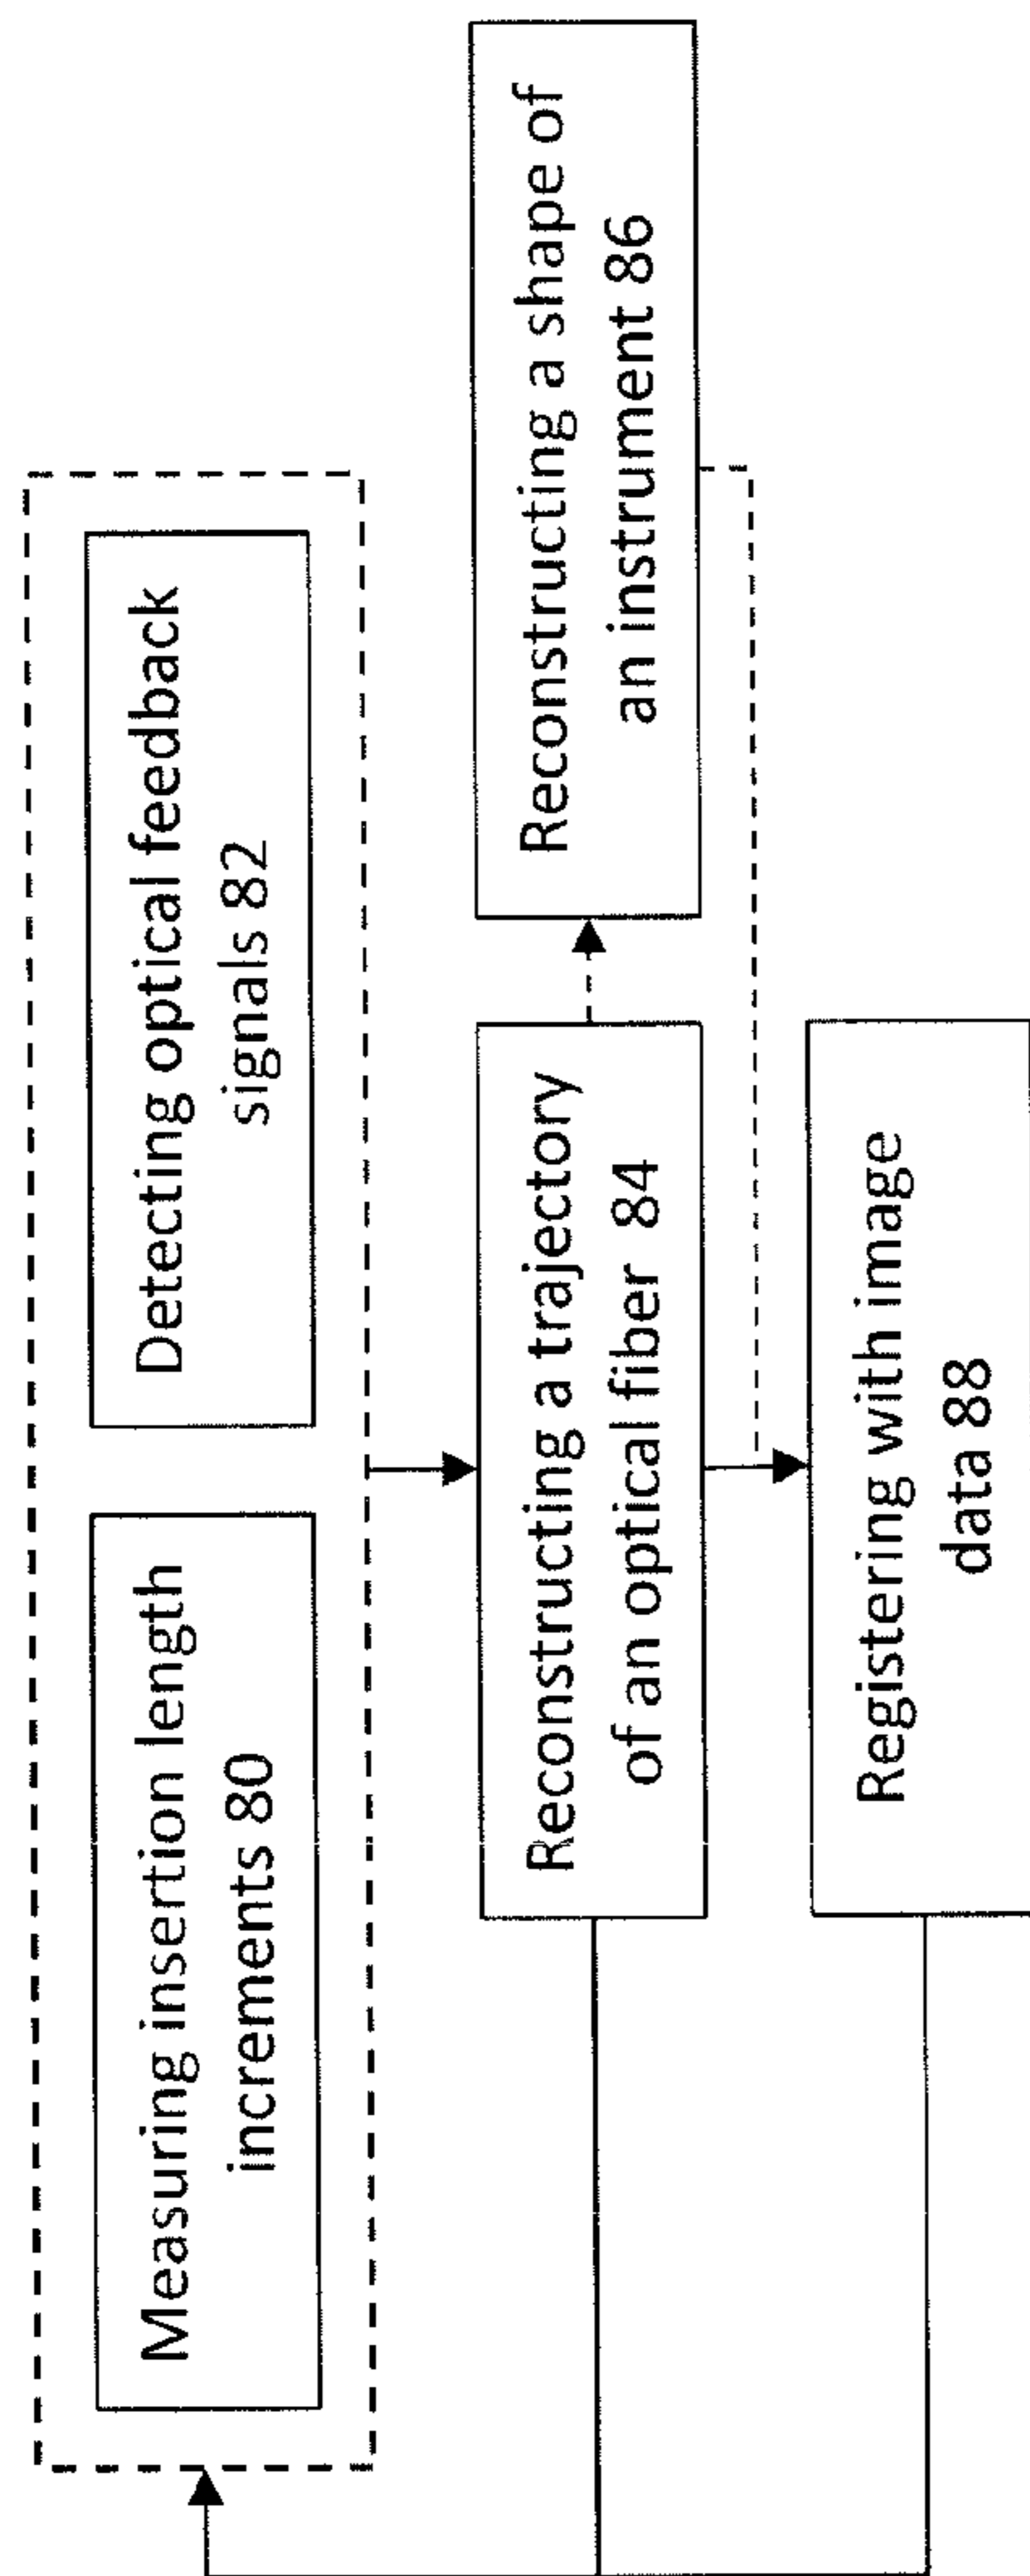 Measuring insertion length
increments 80
Detecting optical feedback
signals 82
Reconstructing a trajectory
of an optical fiber 84
Reconstructing a shape of
an instrument 86
Registering with image
data 88